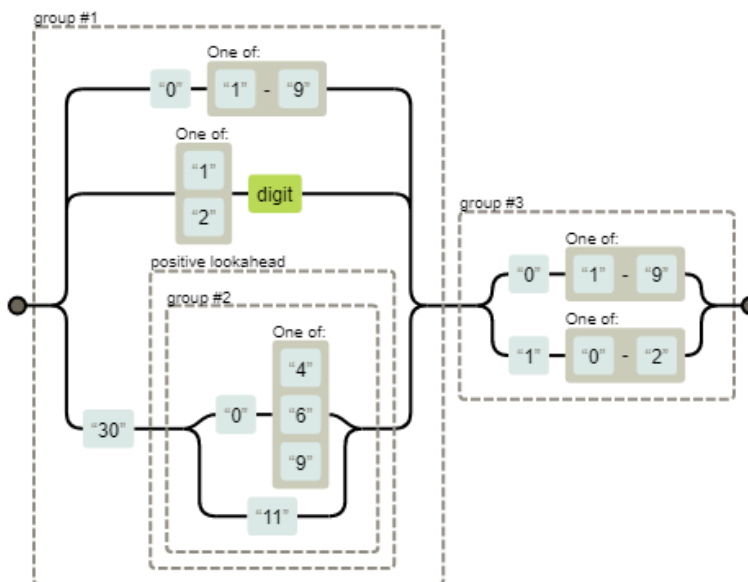 group #1
One of:
“0” “1” - “9”
One of:
“1”
“2”
digit
group #3
One of:
“0” “1” - “9”
One of:
“1” “0” - “2”
positive lookahead
group #2
One of:
“4”
“0” “6”
“9”
“30”
“11”